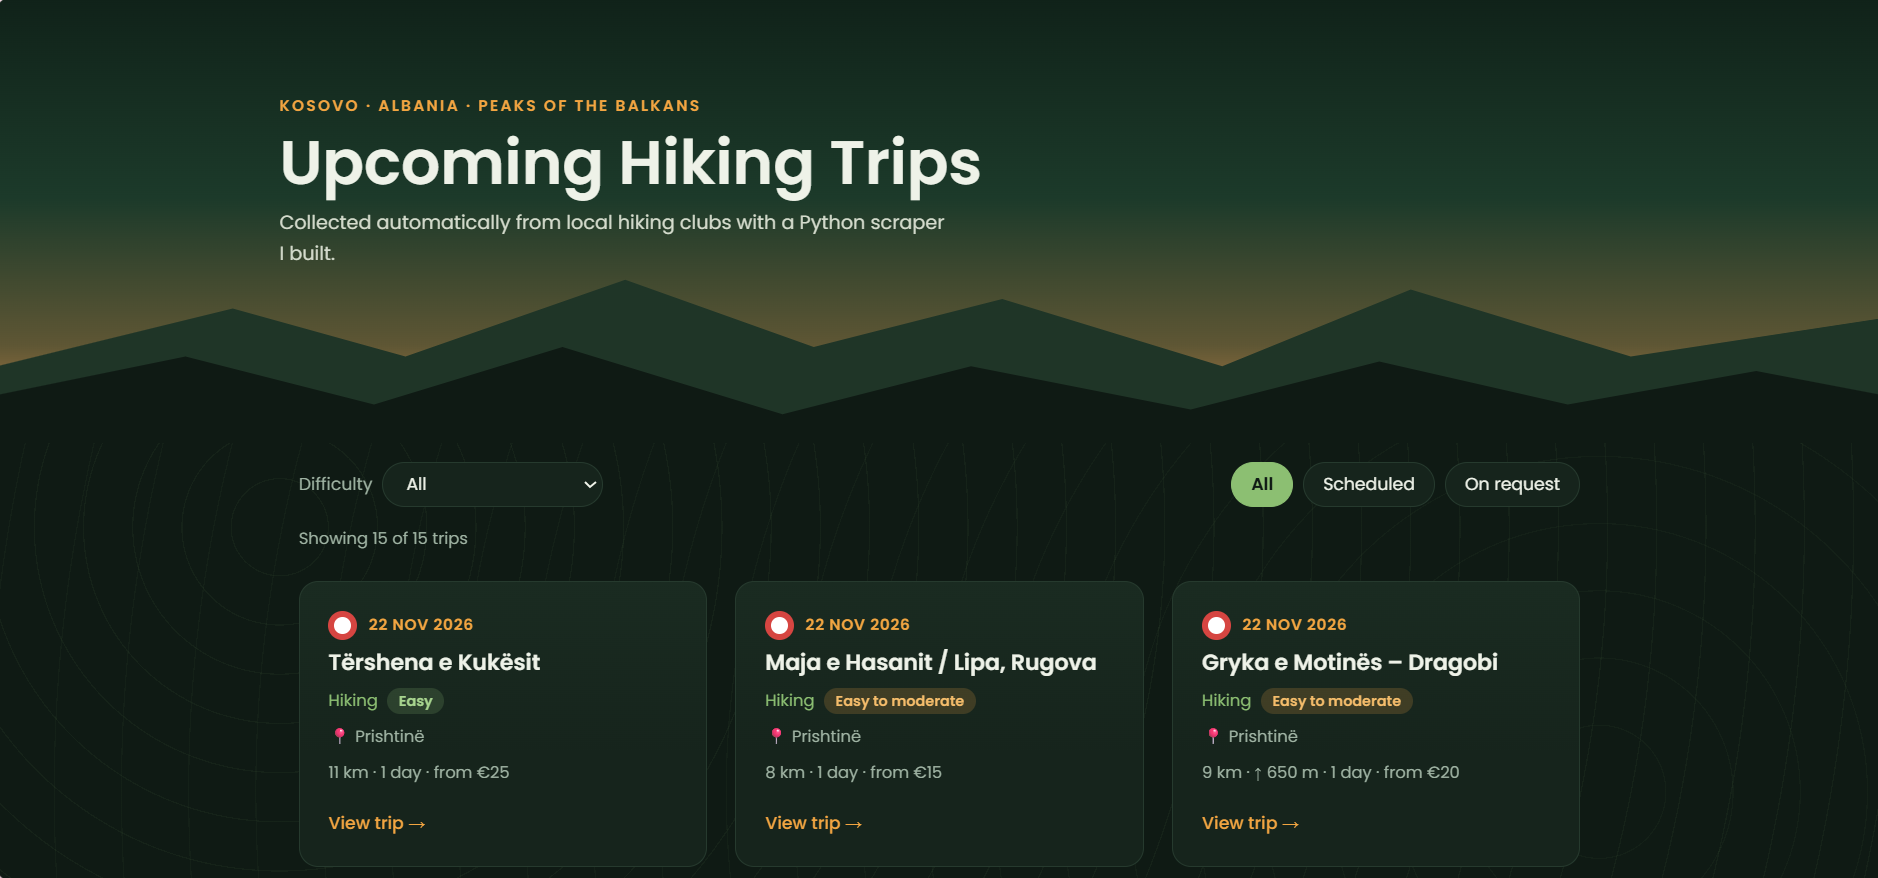 KOSOVO · ALBANIA · PEAKS OF THE BALKANS
Upcoming Hiking Trips
Collected automatically from local hiking clubs with a Python scraper
I built.
Difficulty All All Scheduled On request
Showing 15 of 15 trips
22 NOV 2026
Tërshena e Kukësit
Hiking Easy
Prishtinë
11 km · 1 day · from €25
View trip →
22 NOV 2026
Maja e Hasanit / Lipa, Rugova
Hiking Easy to moderate
Prishtinë
8 km · 1 day · from €15
View trip →
22 NOV 2026
Gryka e Motinës – Dragobi
Hiking Easy to moderate
Prishtinë
9 km · ↑ 650 m · 1 day · from €20
View trip →